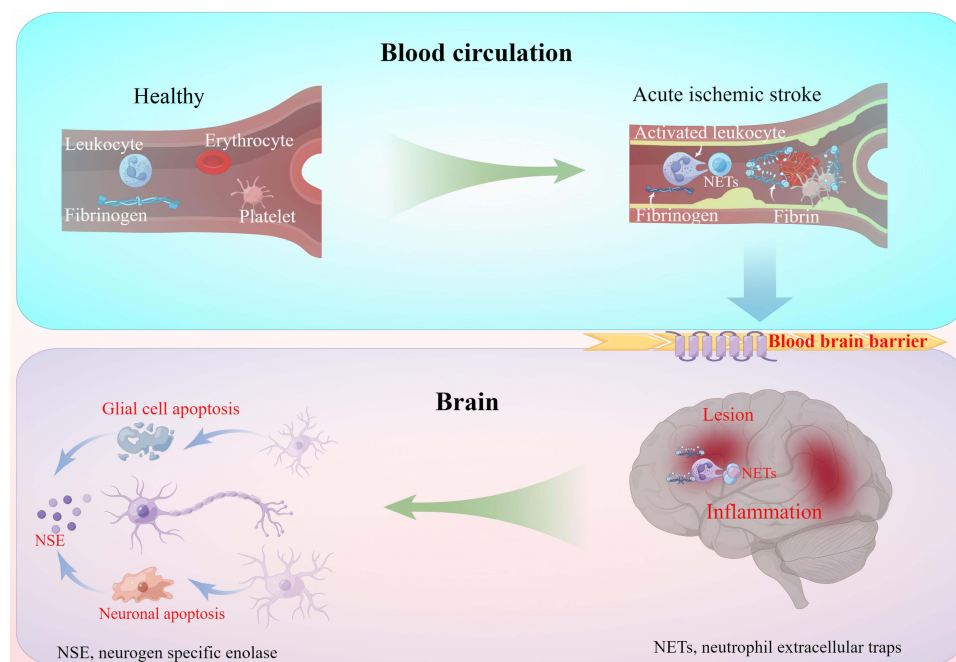 Blood circulation
Healthy
Leukocyte
Erythrocyte
Fibrinogen
Platelet
Acute ischemic stroke
Activated leukocyte
NETs
Fibrinogen
Fibrin
Blood brain barrier
Brain
Glial cell apoptosis
NSE
Neuronal apoptosis
NSE, neurogen specific enolase
Lesion
NETs
Inflammation
NETs, neutrophil extracellular traps